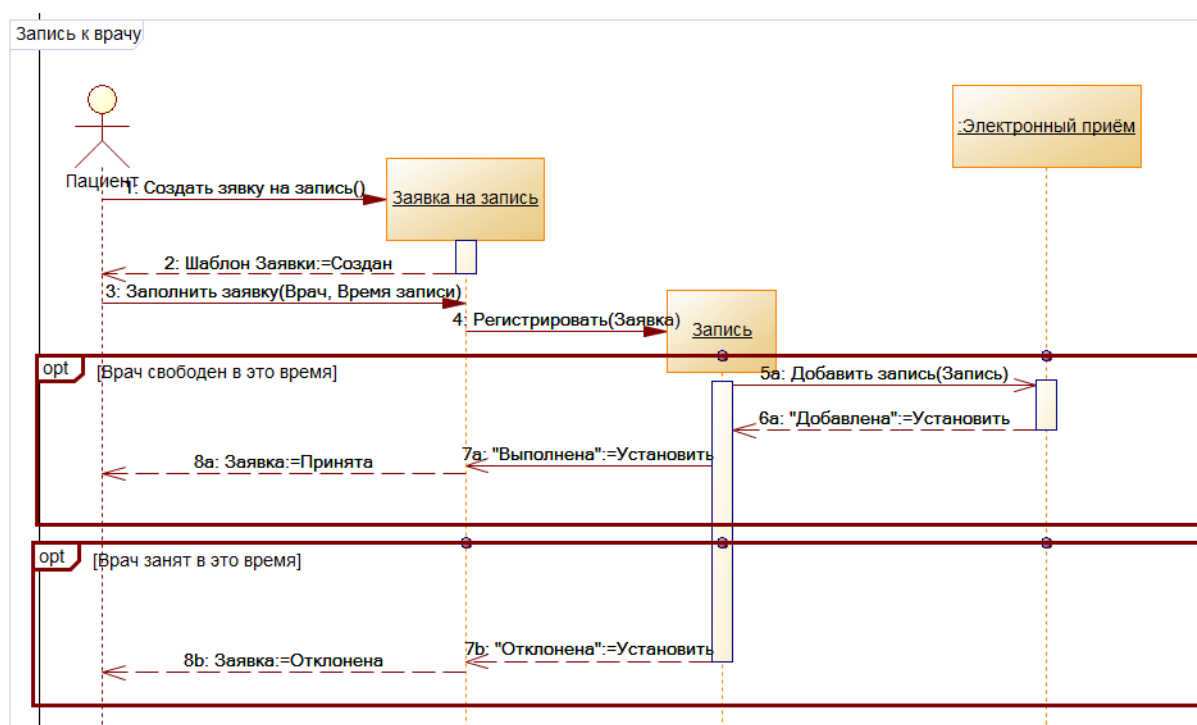 Запись к врачу
:Электронный приём
Пациент
1: Создать зявку на запись()
Заявка на запись
2: Шаблон Заявки:=Создан
3: Заполнить заявку(Врач, Время записи)
4: Регистрировать(Заявка)
Запись
opt [Врач свободен в это время]
5a: Добавить запись(Запись)
6a: "Добавлена":=Установить
7a: "Выполнена":=Установить
8a: Заявка:=Принята
opt [Врач занят в это время]
7b: "Отклонена":=Установить
8b: Заявка:=Отклонена